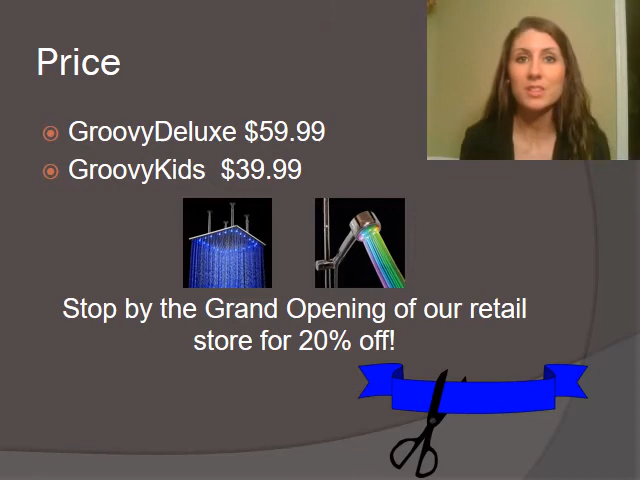 Price
GroovyDeluxe $59.99
GroovyKids $39.99
Stop by the Grand Opening of our retail
store for 20% off!